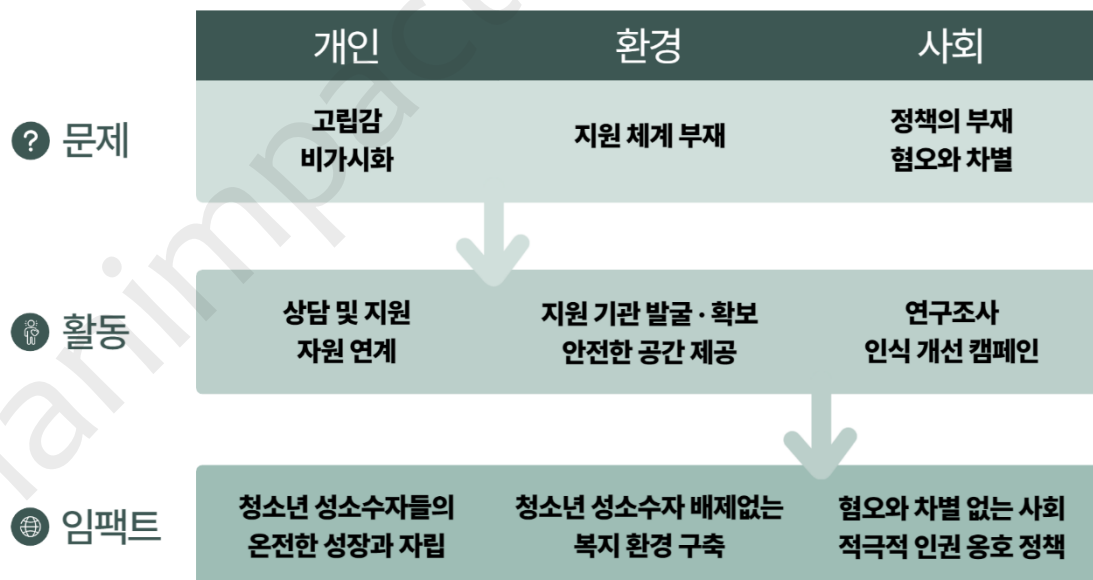 개인 환경 사회
문제
고립감
비가시화
지원 체계 부재
정책의 부재
혐오와 차별
활동
상담 및 지원
자원 연계
지원 기관 발굴 · 확보
안전한 공간 제공
연구조사
인식 개선 캠페인
임팩트
청소년 성소수자들의
온전한 성장과 자립
청소년 성소수자 배제없는
복지 환경 구축
혐오와 차별 없는 사회
적극적 인권 옹호 정책